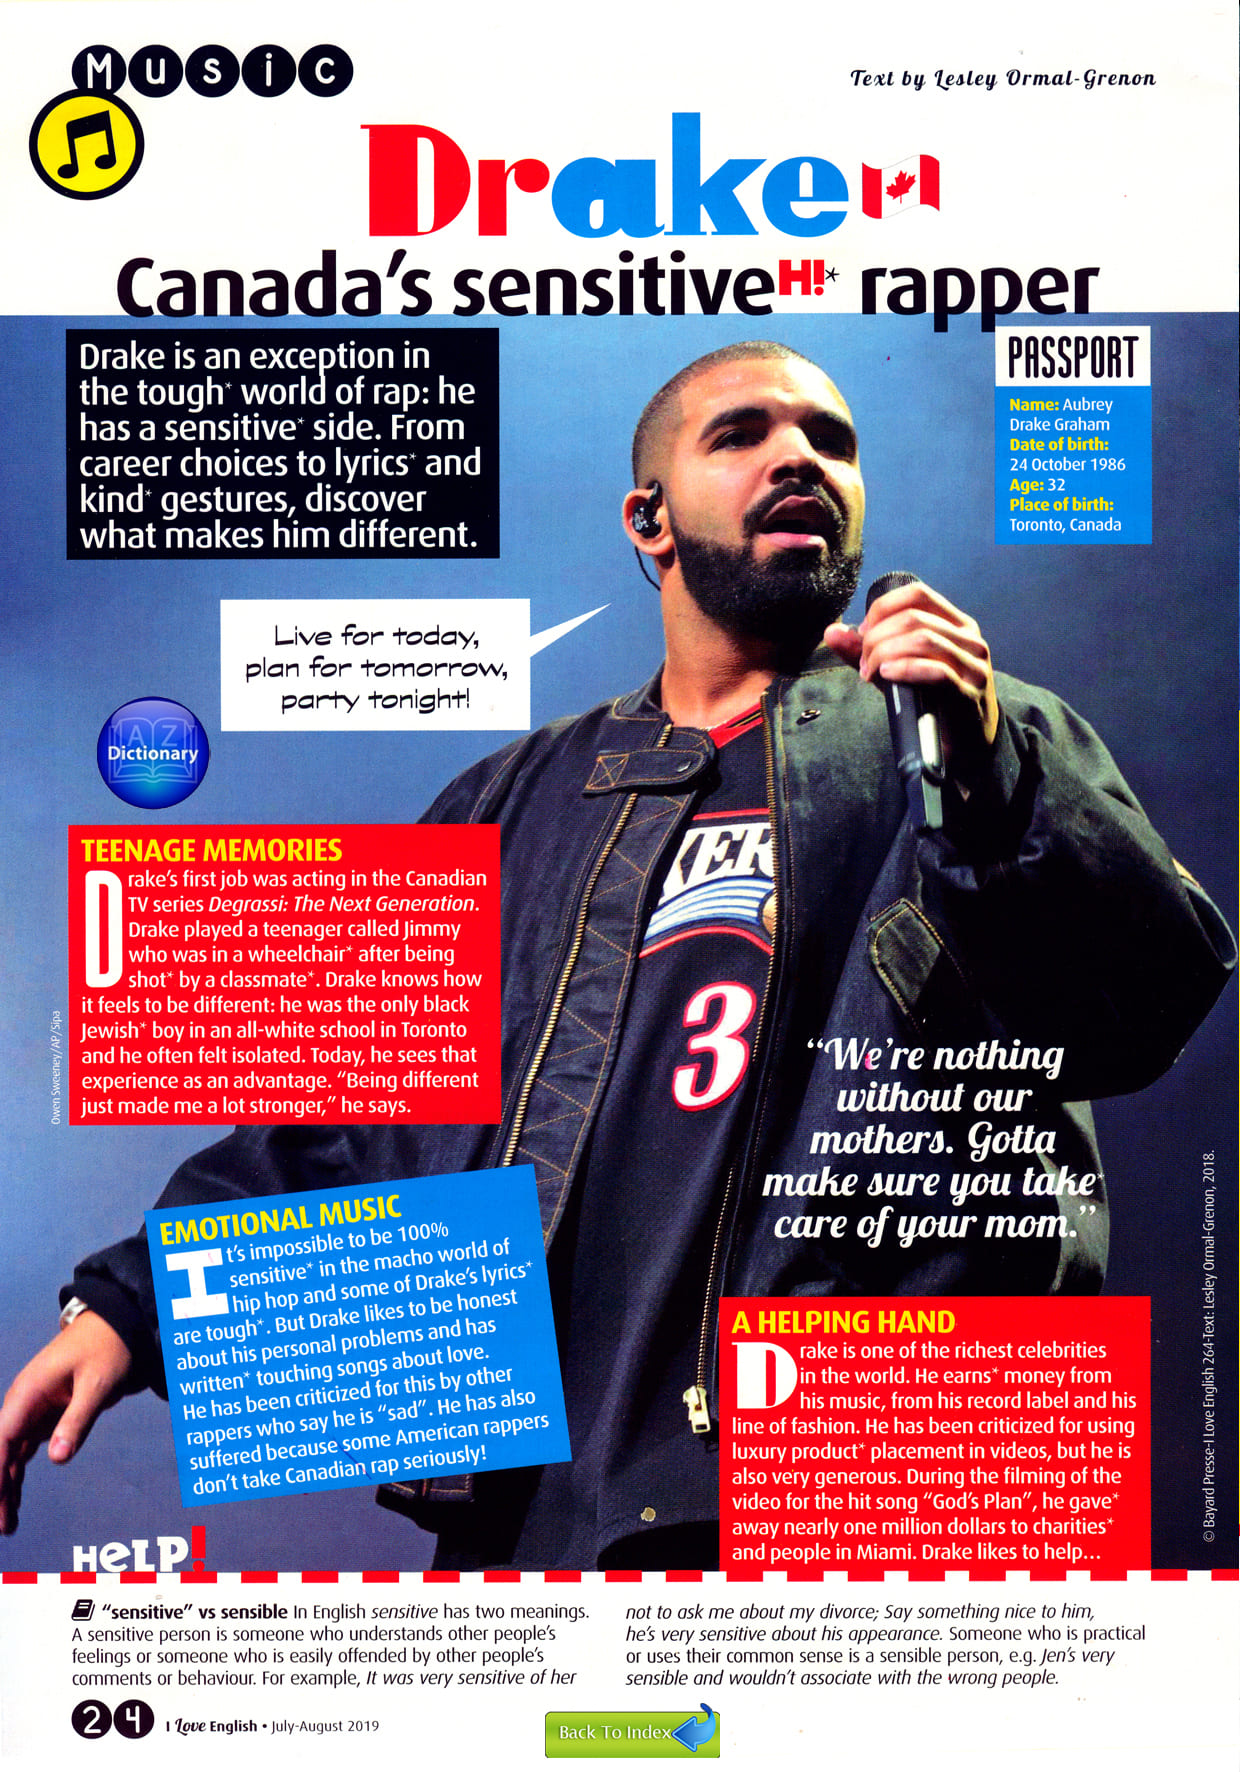 Music
Text by Lesley Ormal-Grenon
Drake
Canada's sensitiveH!* rapper
Drake is an exception in
the tough* world of rap: he
has a sensitive* side. From
career choices to lyrics* and
kind* gestures, discover
what makes him different.
PASSPORT
Name: Aubrey
Drake Graham
Date of birth:
24 October 1986
Age: 32
Place of birth:
Toronto, Canada
Live for today,
plan for tomorrow,
party tonight!
A Z
Dictionary
TEENAGE MEMORIES
Drake's first job was acting in the Canadian
TV series Degrassi: The Next Generation.
Drake played a teenager called Jimmy
who was in a wheelchair* after being
shot* by a classmate*. Drake knows how
it feels to be different: he was the only black
Jewish* boy in an all-white school in Toronto
and he often felt isolated. Today, he sees that
experience as an advantage. "Being different
just made me a lot stronger," he says.
Owen Sweeney/AP/Sipa
KER
3
"We're nothing
without our
mothers. Gotta
make sure you take*
care of your mom."
EMOTIONAL MUSIC
It's impossible to be 100%
sensitive* in the macho world of
hip hop and some of Drake's lyrics*
are tough*. But Drake likes to be honest
about his personal problems and has
written* touching songs about love.
He has been criticized for this by other
rappers who say he is "sad". He has also
suffered because some American rappers
don't take Canadian rap seriously!
A HELPING HAND
Drake is one of the richest celebrities
in the world. He earns* money from
his music, from his record label and his
line of fashion. He has been criticized for using
luxury product* placement in videos, but he is
also very generous. During the filming of the
video for the hit song "God's Plan", he gave*
away nearly one million dollars to charities*
and people in Miami. Drake likes to help...
© Bayard Presse-I Love English 264-Text: Lesley Ormal-Grenon, 2018.
HeLP!
"sensitive" vs sensible In English sensitive has two meanings.
A sensitive person is someone who understands other people's
feelings or someone who is easily offended by other people's
comments or behaviour. For example, It was very sensitive of her
not to ask me about my divorce; Say something nice to him,
he's very sensitive about his appearance. Someone who is practical
or uses their common sense is a sensible person, e.g. Jen's very
sensible and wouldn't associate with the wrong people.
24 I Love English • July-August 2019
Back To Index